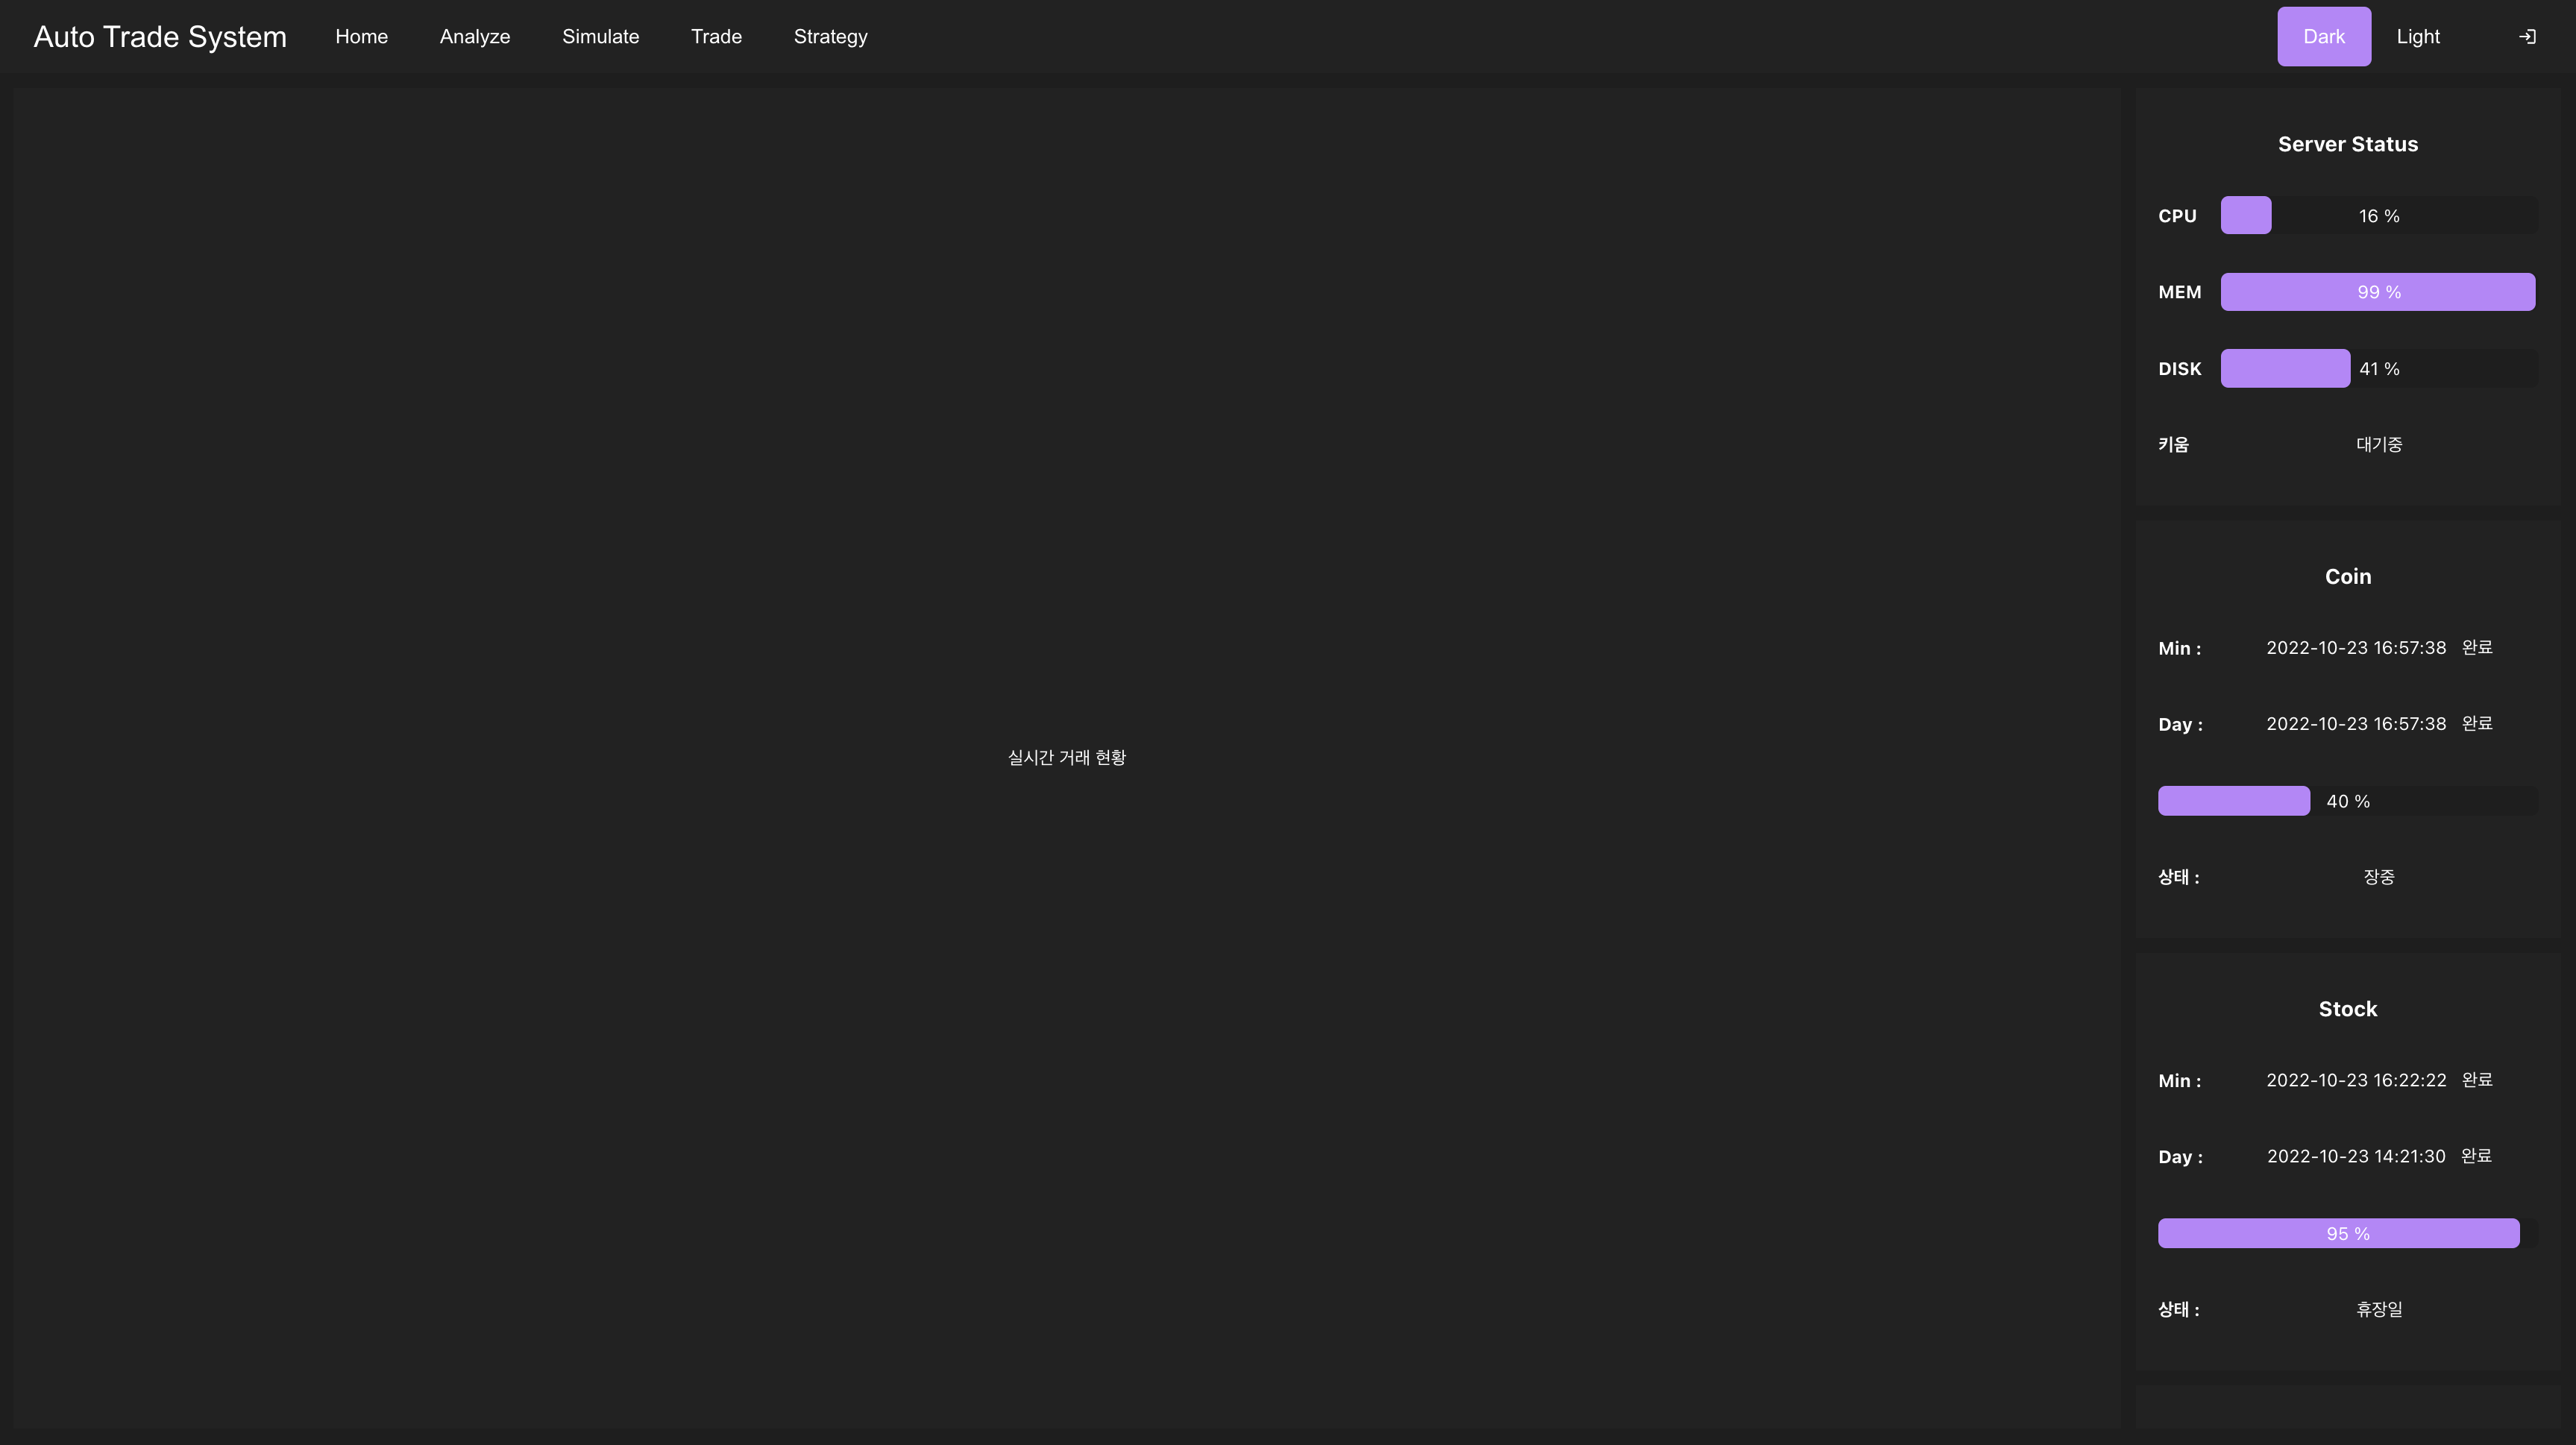 Auto Trade System Home Analyze Simulate Trade Strategy Dark Light
실시간 거래 현황
Server Status
CPU 16 %
MEM 99 %
DISK 41 %
키움 대기중
Coin
Min : 2022-10-23 16:57:38 완료
Day : 2022-10-23 16:57:38 완료
40 %
상태 : 장중
Stock
Min : 2022-10-23 16:22:22 완료
Day : 2022-10-23 14:21:30 완료
95 %
상태 : 휴장일